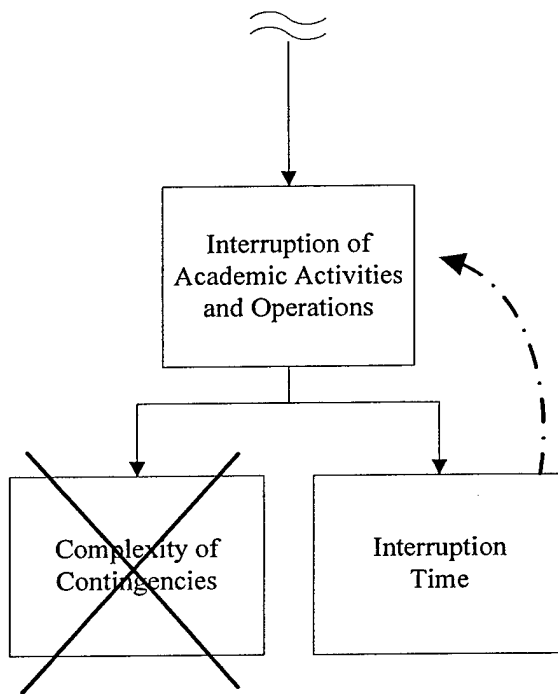 Interruption of
Academic Activities
and Operations
Complexity of
Contingencies
Interruption
Time